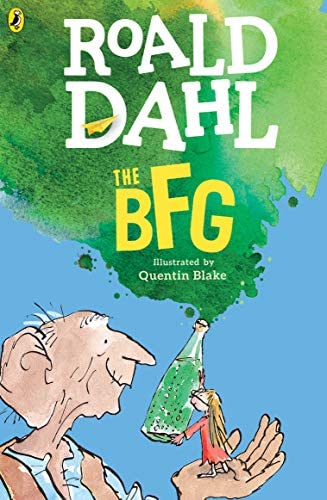 ROALD
DAHL
THE
BFG
Illustrated by
Quentin Blake